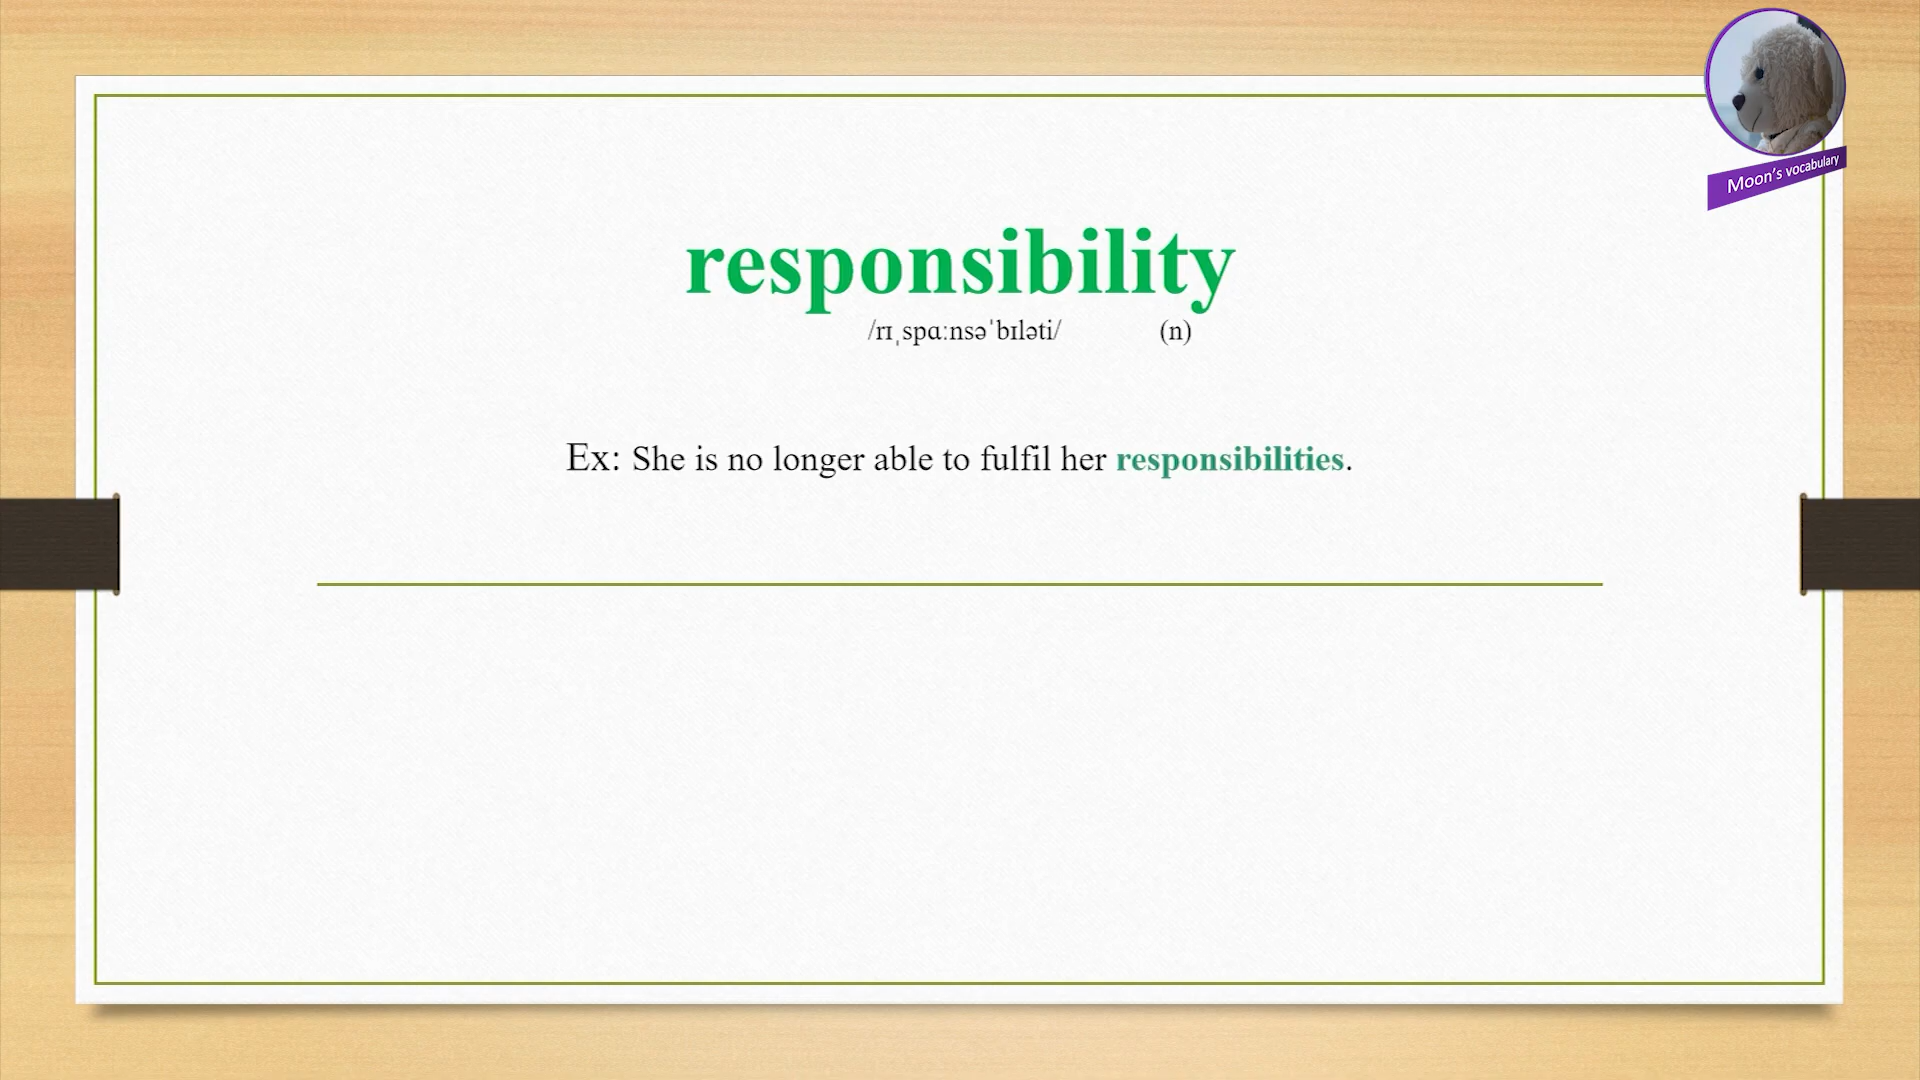 Moon's vocabulary
responsibility
/rɪˌspɑːnsəˈbɪləti/ (n)
Ex: She is no longer able to fulfil her responsibilities.